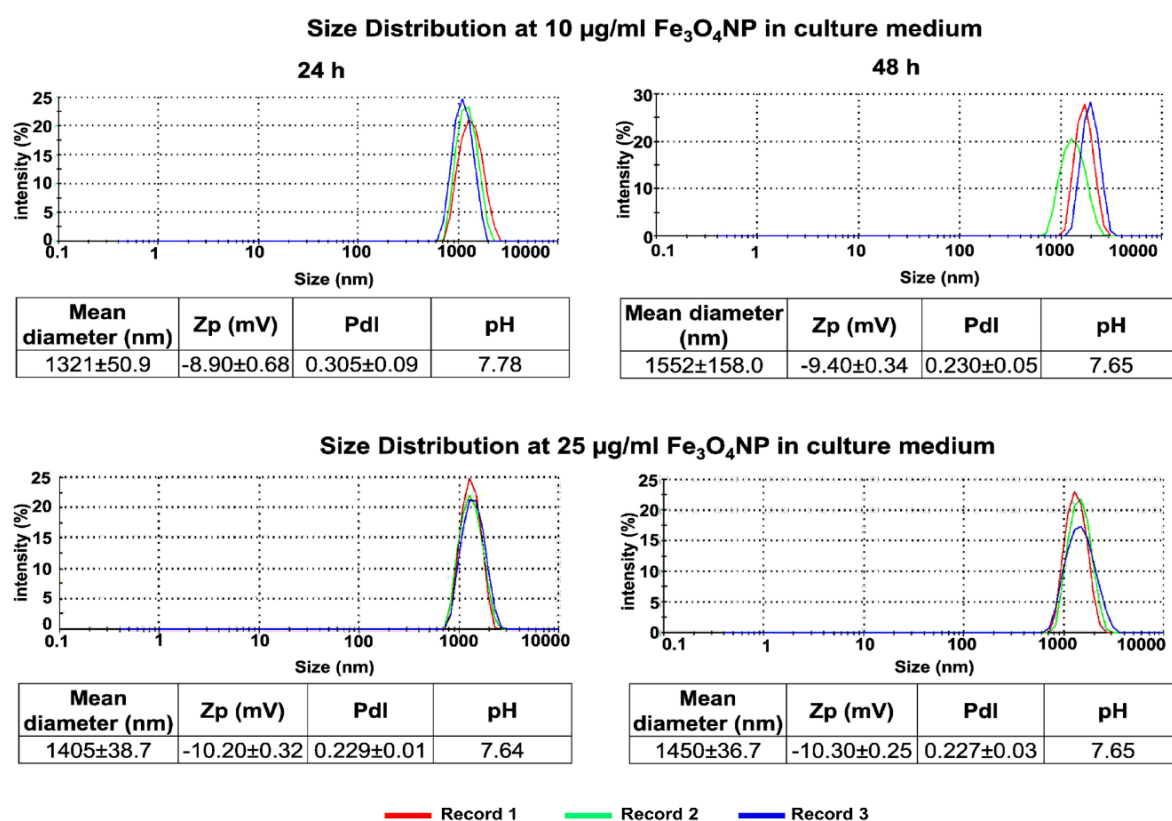 Size Distribution at 10 µg/ml Fe₃O₄NP in culture medium
24 h
48 h
intensity (%)
25
20
15
10
5
0
0.1 1 10 100 1000 10000
Size (nm)
intensity (%)
30
20
10
0
0.1 1 10 100 1000 10000
Size (nm)
Mean diameter (nm) Zp (mV) PdI pH
1321±50.9 -8.90±0.68 0.305±0.09 7.78
Mean diameter (nm) Zp (mV) PdI pH
1552±158.0 -9.40±0.34 0.230±0.05 7.65
Size Distribution at 25 µg/ml Fe₃O₄NP in culture medium
intensity (%)
25
20
15
10
5
0
0.1 1 10 100 1000 10000
Size (nm)
intensity (%)
25
20
15
10
5
0
0.1 1 10 100 1000 10000
Size (nm)
Mean diameter (nm) Zp (mV) PdI pH
1405±38.7 -10.20±0.32 0.229±0.01 7.64
Mean diameter (nm) Zp (mV) PdI pH
1450±36.7 -10.30±0.25 0.227±0.03 7.65
Record 1 Record 2 Record 3